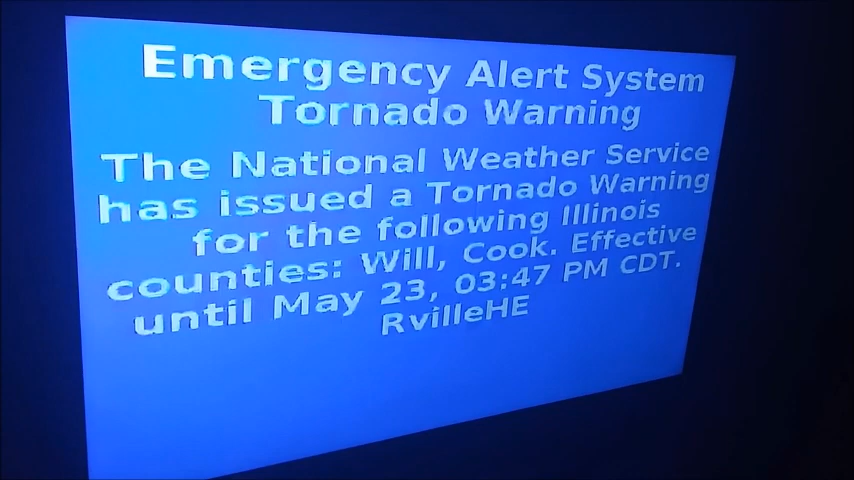 Emergency Alert System
Tornado Warning
The National Weather Service
has issued a Tornado Warning
for the following Illinois
counties: Will, Cook. Effective
until May 23, 03:47 PM CDT.
RvilleHE